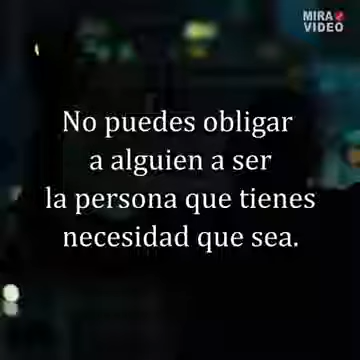 MIRA
VIDEO
No puedes obligar
a alguien a ser
la persona que tienes
necesidad que sea.